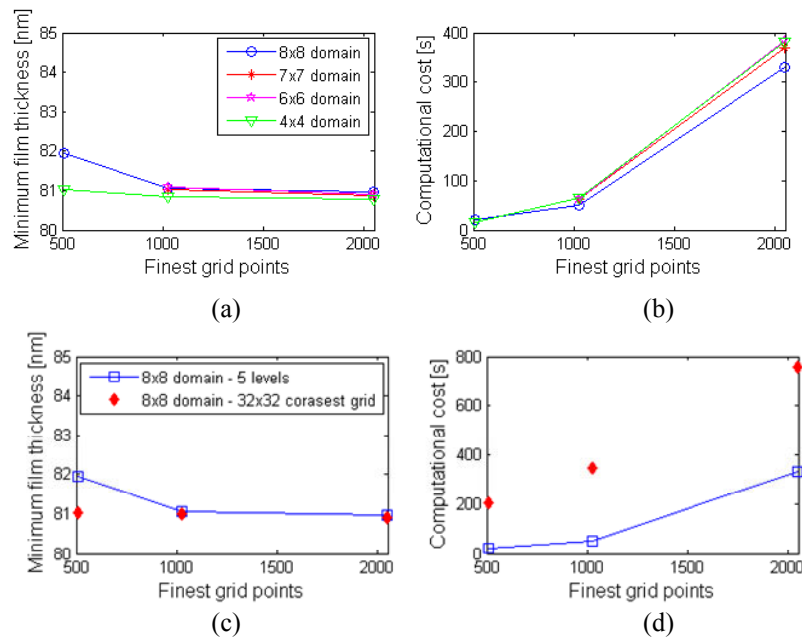 85
84
83
82
81
80
500
1000
1500
2000
Minimum film thickness [nm]
Finest grid points
8x8 domain
7x7 domain
6x6 domain
4x4 domain
(a)
400
300
200
100
0
500
1000
1500
2000
Computational cost [s]
Finest grid points
(b)
85
84
83
82
81
80
500
1000
1500
2000
Minimum film thickness [nm]
Finest grid points
8x8 domain - 5 levels
8x8 domain - 32x32 corasest grid
(c)
800
600
400
200
0
500
1000
1500
2000
Computational cost [s]
Finest grid points
(d)